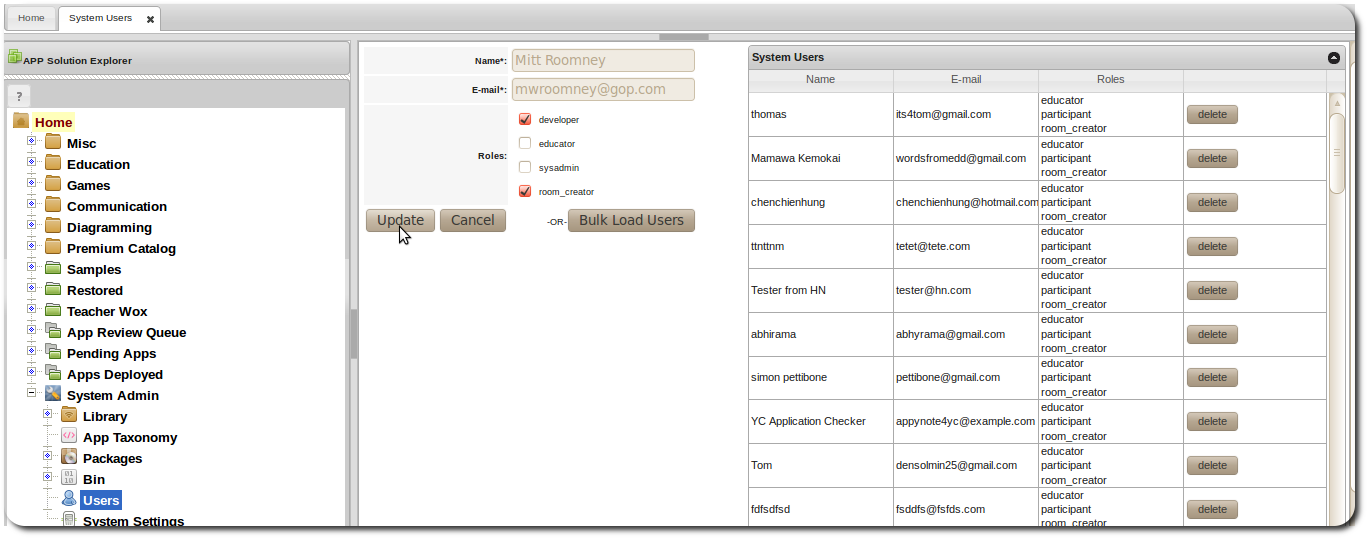 Home
System Users
APP Solution Explorer
?
Home
Misc
Education
Games
Communication
Diagramming
Premium Catalog
Samples
Restored
Teacher Wox
App Review Queue
Pending Apps
Apps Deployed
System Admin
Library
App Taxonomy
Packages
Bin
Users
System Settings
Name*: Mitt Roomney
E-mail*: mwroomney@gop.com
Roles:
developer
educator
sysadmin
room_creator
Update Cancel -OR- Bulk Load Users
System Users
Name E-mail Roles
thomas its4tom@gmail.com educator
participant
room_creator
delete
Mamawa Kemokai wordsfromedd@gmail.com educator
participant
room_creator
delete
chenchienhung chenchienhung@hotmail.com educator
participant
room_creator
delete
ttnttnm tetet@tete.com educator
participant
room_creator
delete
Tester from HN tester@hn.com educator
participant
room_creator
delete
abhirama abhyrama@gmail.com educator
participant
room_creator
delete
simon pettibone pettibone@gmail.com educator
participant
room_creator
delete
YC Application Checker appynote4yc@example.com educator
participant
room_creator
delete
Tom densolmin25@gmail.com educator
participant
room_creator
delete
fdfsdfsd fsddfs@fsfds.com educator
participant
room_creator
delete